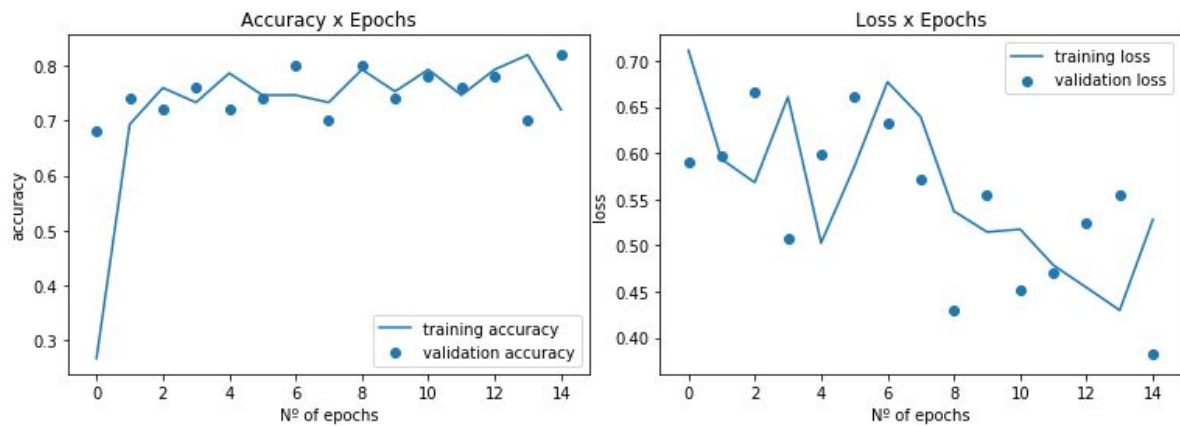 Accuracy x Epochs
accuracy
0.8
0.7
0.6
0.5
0.4
0.3
training accuracy
validation accuracy
0 2 4 6 8 10 12 14
Nº of epochs
Loss x Epochs
loss
0.70
0.65
0.60
0.55
0.50
0.45
0.40
training loss
validation loss
0 2 4 6 8 10 12 14
Nº of epochs